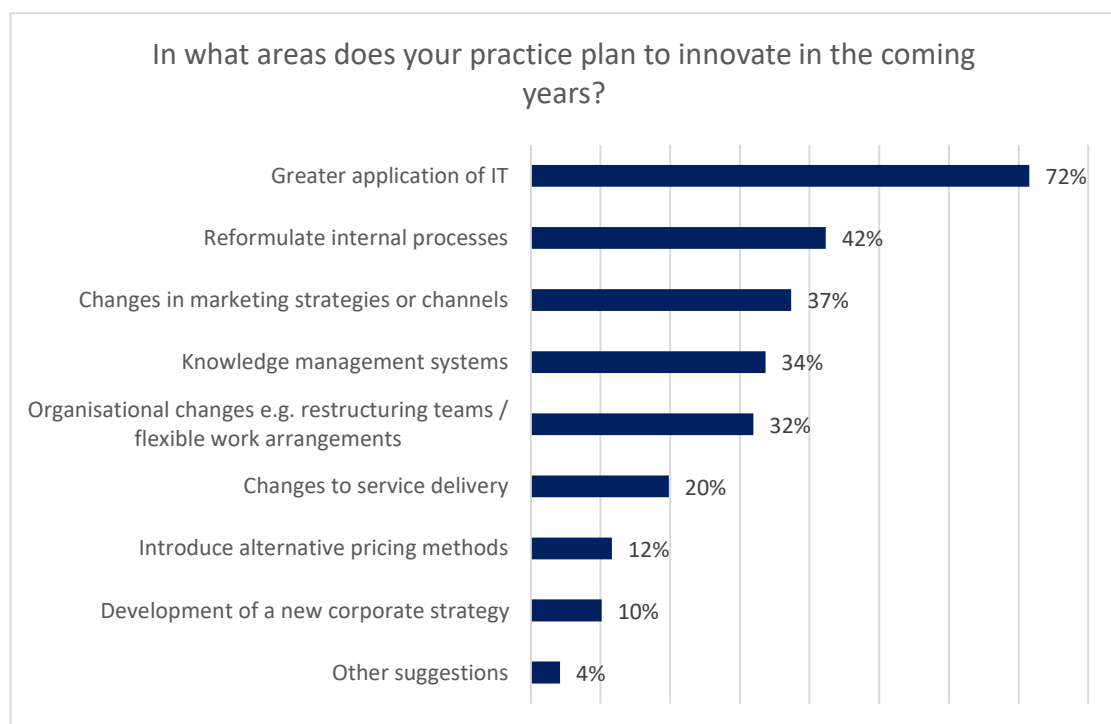 In what areas does your practice plan to innovate in the coming
years?
Greater application of IT
72%
Reformulate internal processes
42%
Changes in marketing strategies or channels
37%
Knowledge management systems
34%
Organisational changes e.g. restructuring teams /
flexible work arrangements
32%
Changes to service delivery
20%
Introduce alternative pricing methods
12%
Development of a new corporate strategy
10%
Other suggestions
4%